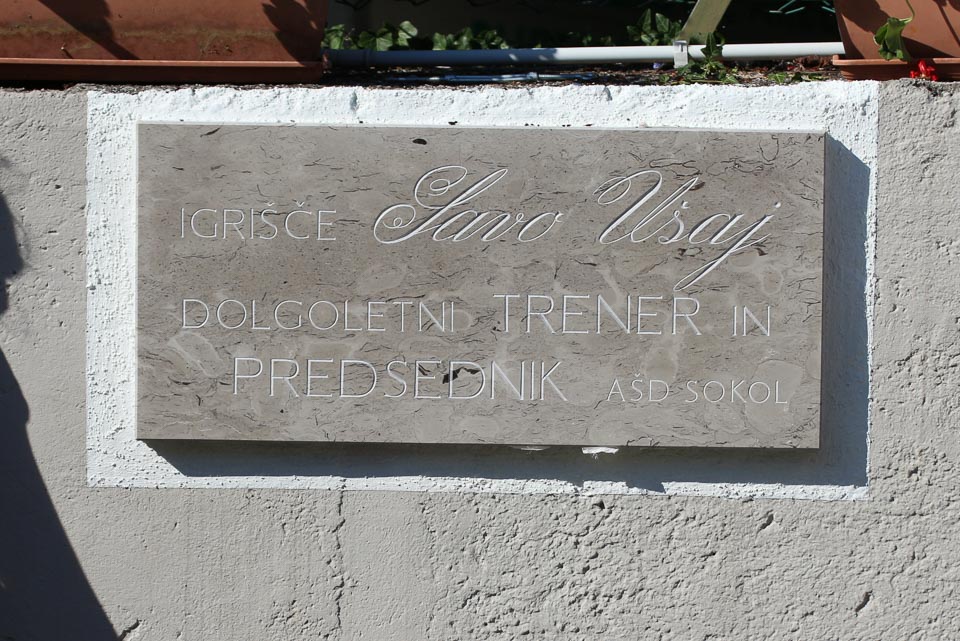 IGRIŠČE Savo Ušaj
DOLGOLETNI TRENER IN
PREDSEDNIK AŠD SOKOL